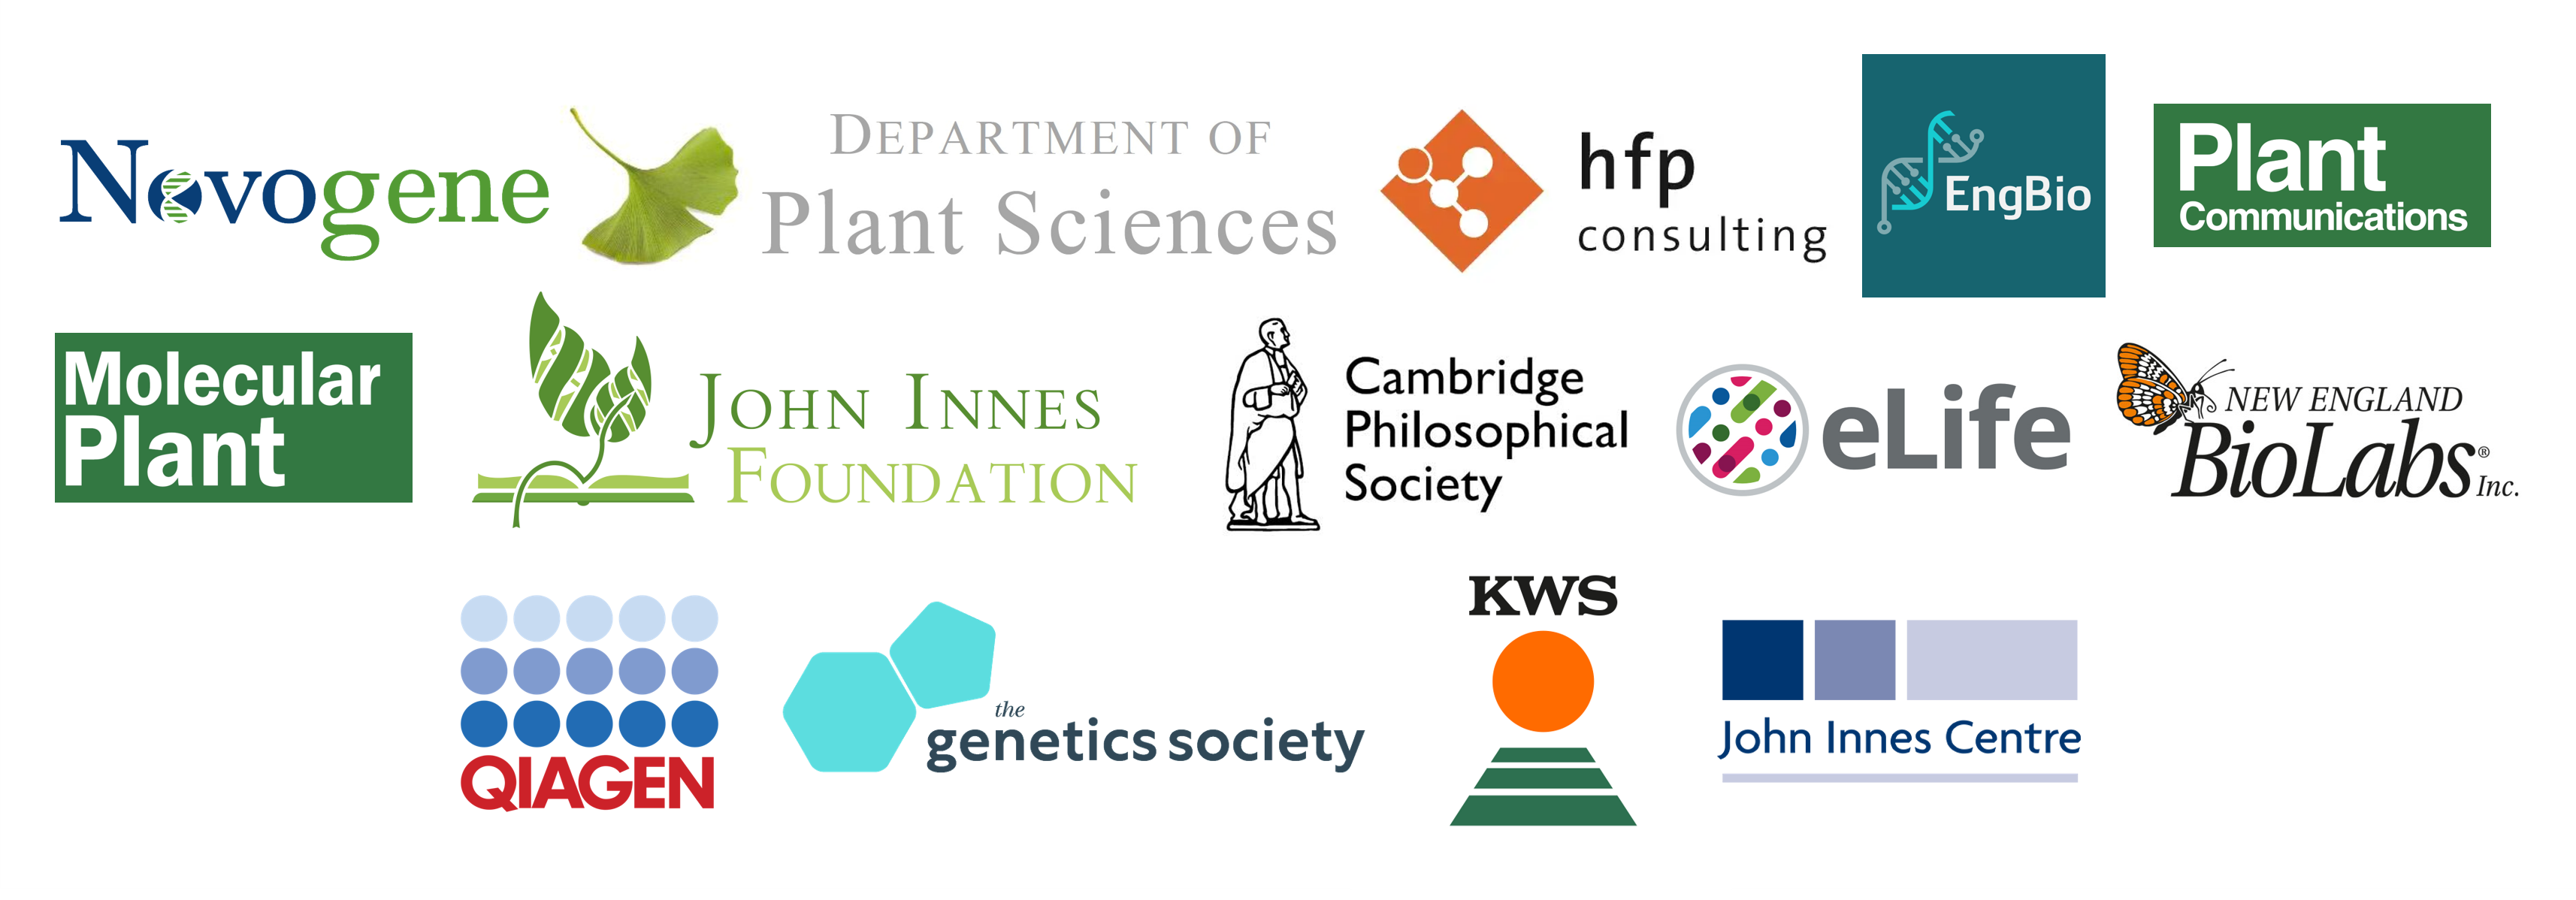 Novogene
DEPARTMENT OF
Plant Sciences
hfp
consulting
EngBio
Plant
Communications
Molecular
Plant
JOHN INNES
FOUNDATION
Cambridge
Philosophical
Society
eLife
NEW ENGLAND
BioLabs® Inc.
QIAGEN
the
genetics society
KWS
John Innes Centre